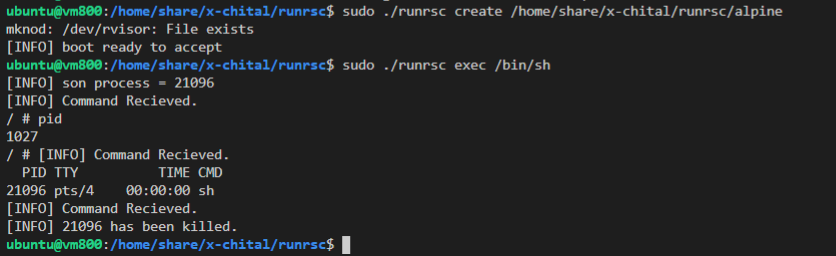 ubuntu@vm800:/home/share/x-chital/runrsc$ sudo ./runrsc create /home/share/x-chital/runrsc/alpine
mknod: /dev/rvisor: File exists
[INFO] boot ready to accept
ubuntu@vm800:/home/share/x-chital/runrsc$ sudo ./runrsc exec /bin/sh
[INFO] son process = 21096
[INFO] Command Recieved.
/ # pid
1027
/ # [INFO] Command Recieved.
  PID TTY          TIME CMD
21096 pts/4    00:00:00 sh
[INFO] Command Recieved.
[INFO] 21096 has been killed.
ubuntu@vm800:/home/share/x-chital/runrsc$